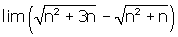 lim(√(n² + 3n) − √(n² + n))